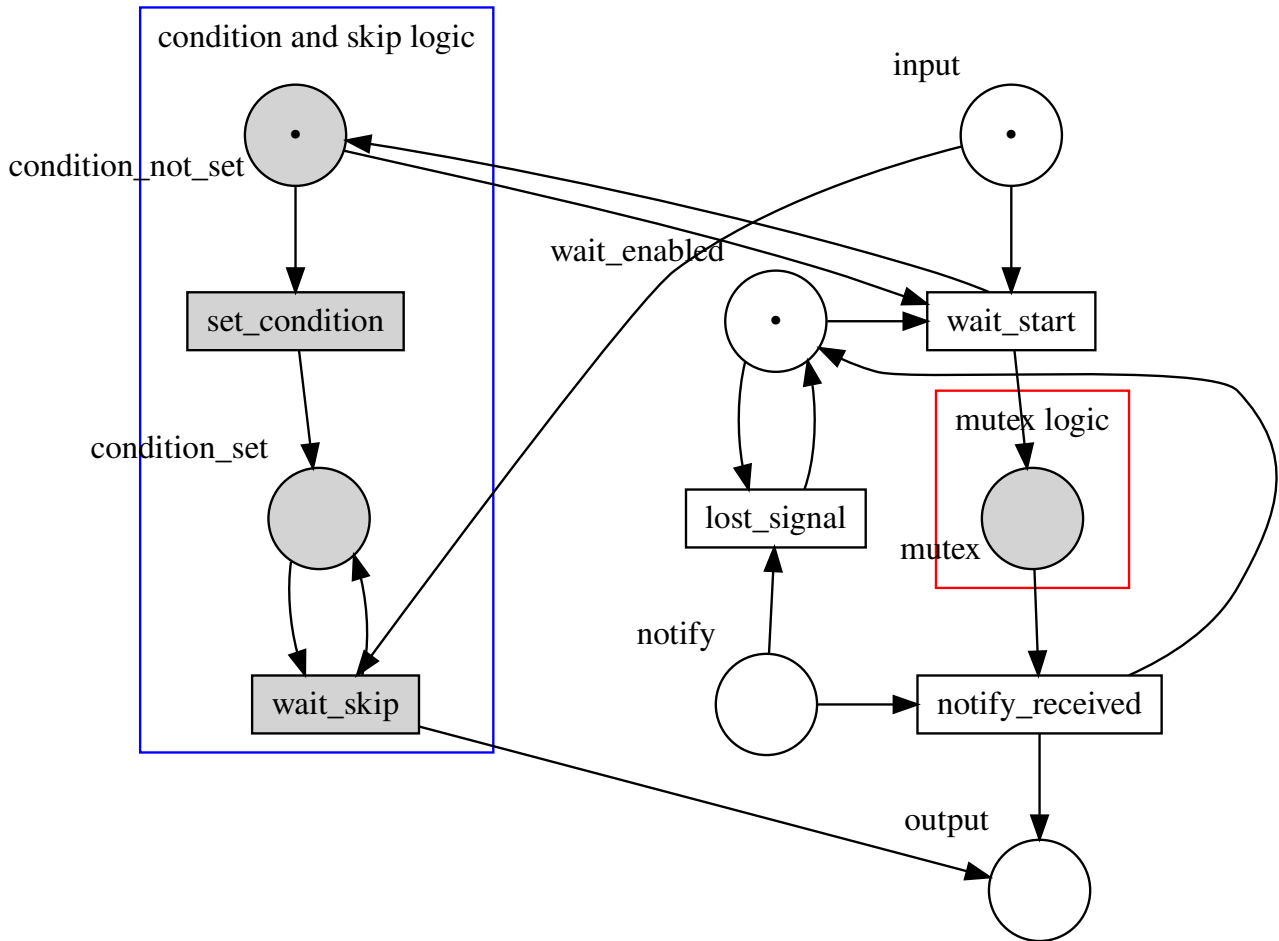 condition and skip logic
input
condition_not_set
wait_enabled
set_condition
wait_start
mutex logic
condition_set
lost_signal
mutex
notify
wait_skip
notify_received
output